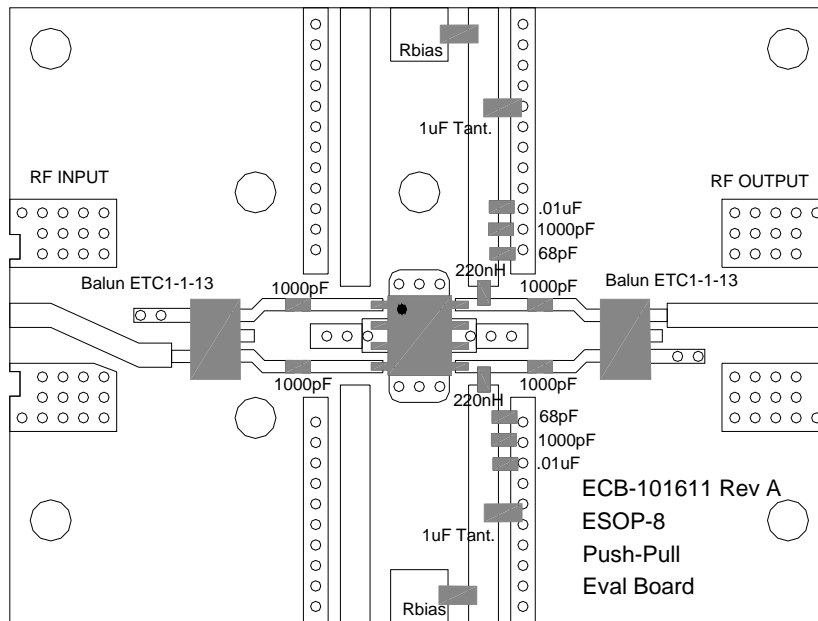 Rbias
1uF Tant.
RF INPUT
RF OUTPUT
.01uF
1000pF
68pF
220nH
Balun ETC1-1-13
1000pF
1000pF
Balun ETC1-1-13
1000pF
220nH
1000pF
68pF
1000pF
.01uF
1uF Tant.
Rbias
ECB-101611 Rev A
ESOP-8
Push-Pull
Eval Board